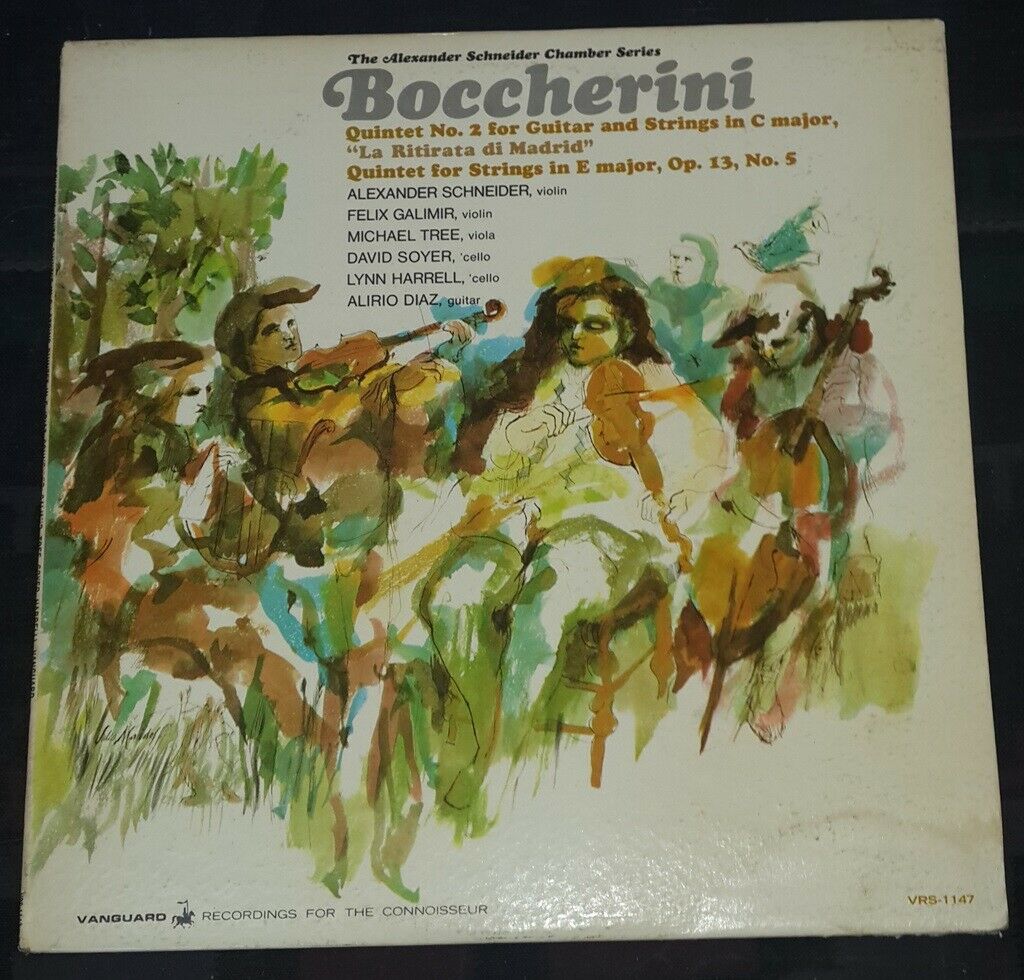 The Alexander Schneider Chamber Series
Boccherini
Quintet No. 2 for Guitar and Strings in C major,
“La Ritirata di Madrid”
Quintet for Strings in E major, Op. 13, No. 5
ALEXANDER SCHNEIDER, violin
FELIX GALIMIR, violin
MICHAEL TREE, viola
DAVID SOYER, 'cello
LYNN HARRELL, 'cello
ALIRIO DIAZ, guitar
VANGUARD RECORDINGS FOR THE CONNOISSEUR
VRS-1147